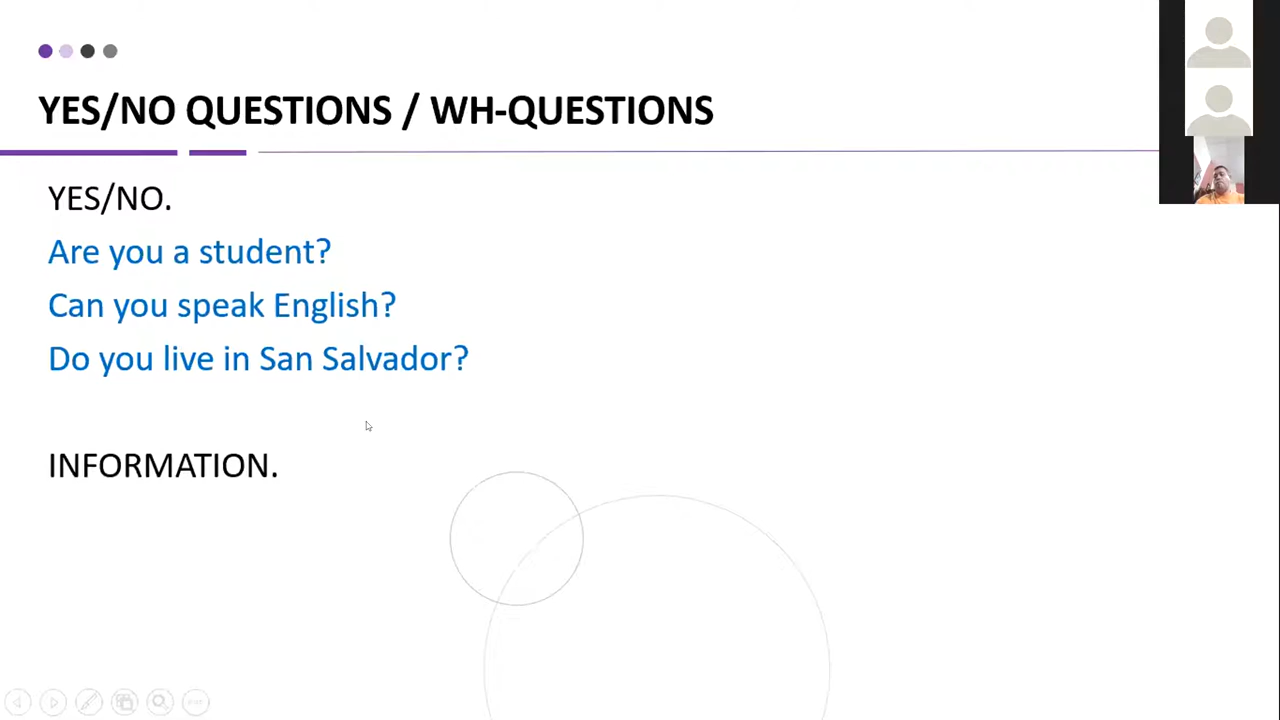 YES/NO QUESTIONS / WH-QUESTIONS
YES/NO.
Are you a student?
Can you speak English?
Do you live in San Salvador?
INFORMATION.